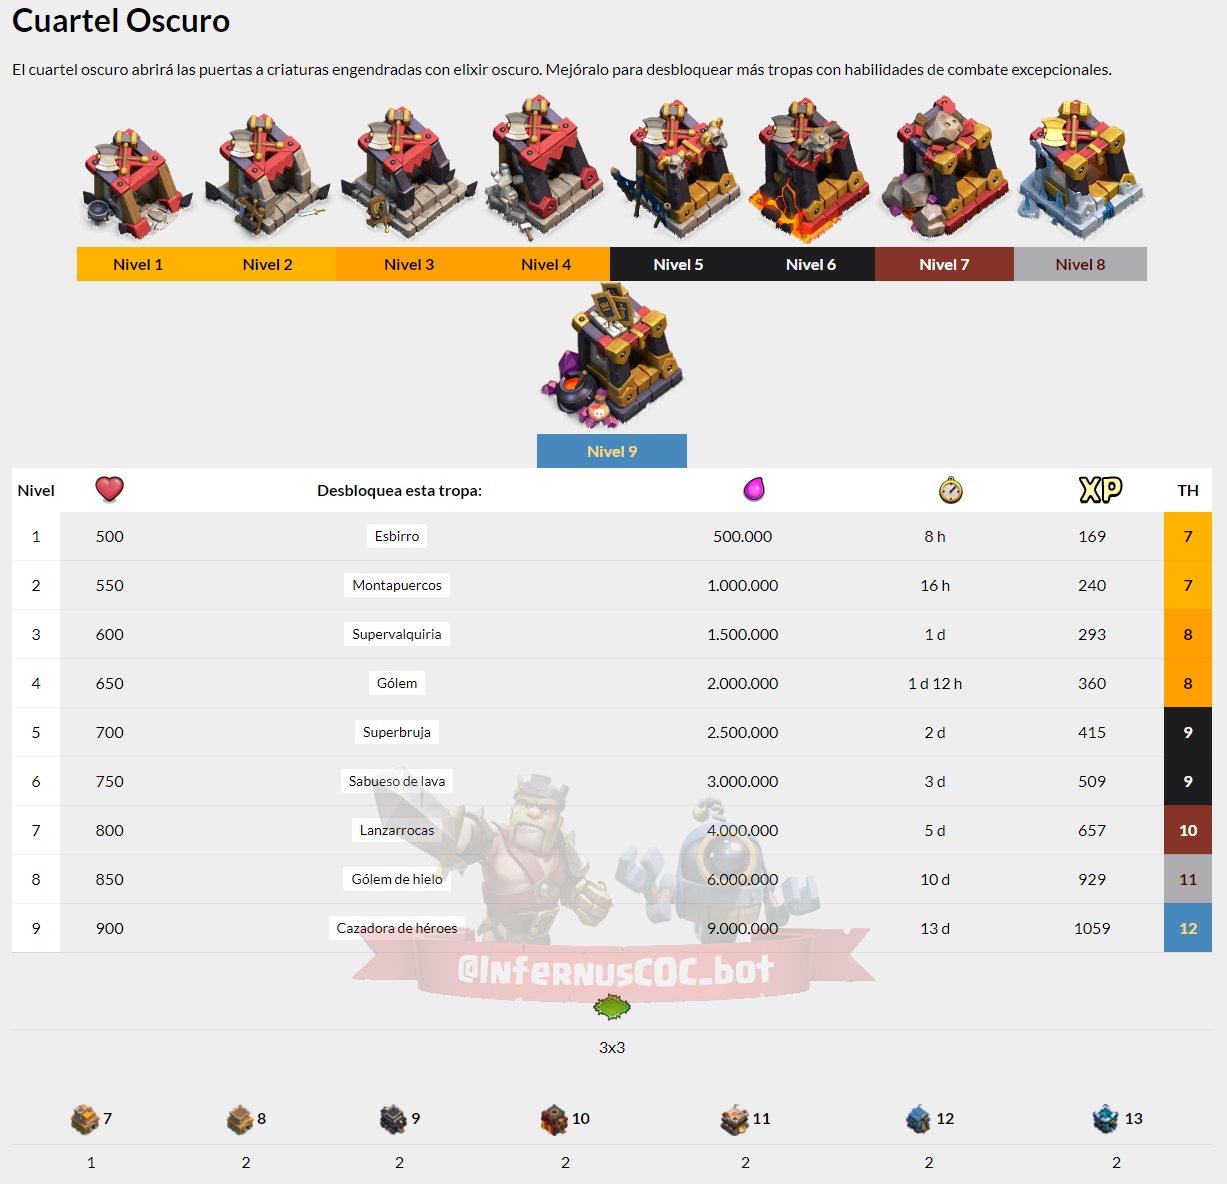 Cuartel Oscuro
El cuartel oscuro abrirá las puertas a criaturas engendradas con elixir oscuro. Mejóralo para desbloquear más tropas con habilidades de combate excepcionales.
Nivel 1 Nivel 2 Nivel 3 Nivel 4 Nivel 5 Nivel 6 Nivel 7 Nivel 8
Nivel 9
Nivel Desbloquea esta tropa: XP TH
1 500 Esbirro 500.000 8 h 169 7
2 550 Montapuercos 1.000.000 16 h 240 7
3 600 Supervalquiria 1.500.000 1 d 293 8
4 650 Gólem 2.000.000 1 d 12 h 360 8
5 700 Superbruja 2.500.000 2 d 415 9
6 750 Sabueso de lava 3.000.000 3 d 509 9
7 800 Lanzarrocas 4.000.000 5 d 657 10
8 850 Gólem de hielo 6.000.000 10 d 929 11
9 900 Cazadora de héroes 9.000.000 13 d 1059 12
@InfernusCOC_bot
3x3
7 8 9 10 11 12 13
1 2 2 2 2 2 2